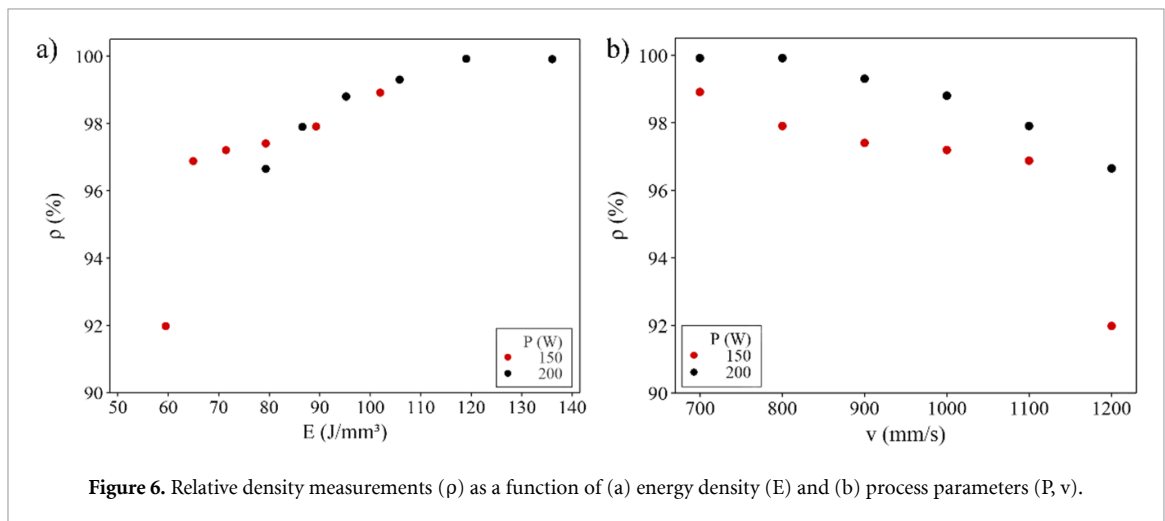 a)
100
98
96
94
92
90
ρ (%)
50 60 70 80 90 100 110 120 130 140
E (J/mm³)
P (W)
150
200
b)
100
98
96
94
92
90
ρ (%)
700 800 900 1000 1100 1200
v (mm/s)
P (W)
150
200
Figure 6. Relative density measurements (ρ) as a function of (a) energy density (E) and (b) process parameters (P, v).